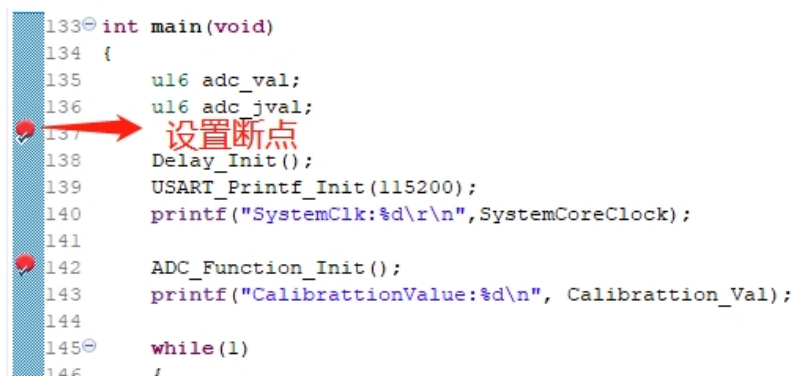 133 int main(void)
134 {
135 u16 adc_val;
136 u16 adc_jval;
137 设置断点
138 Delay_Init();
139 USART_Printf_Init(115200);
140 printf("SystemClk:%d\r\n",SystemCoreClock);
141
142 ADC_Function_Init();
143 printf("CalibrattionValue:%d\n", Calibrattion_Val);
144
145 while(1)
146 {